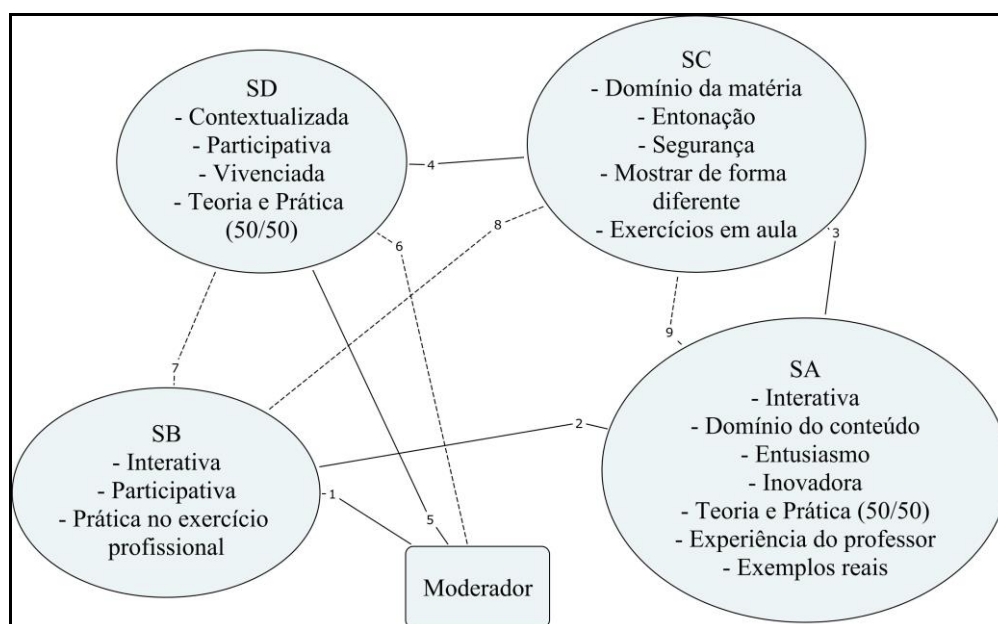 SD
- Contextualizada
- Participativa
- Vivenciada
- Teoria e Prática
(50/50)
SC
- Domínio da matéria
- Entonação
- Segurança
- Mostrar de forma
diferente
- Exercícios em aula
4
8
6
3
9
7
SA
- Interativa
- Domínio do conteúdo
- Entusiasmo
- Inovadora
- Teoria e Prática (50/50)
- Experiência do professor
- Exemplos reais
2
SB
- Interativa
- Participativa
- Prática no exercício
profissional
1
5
Moderador